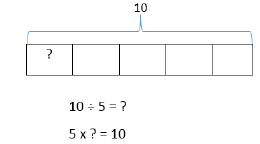 10
?
10 ÷ 5 = ?
5 x ? = 10